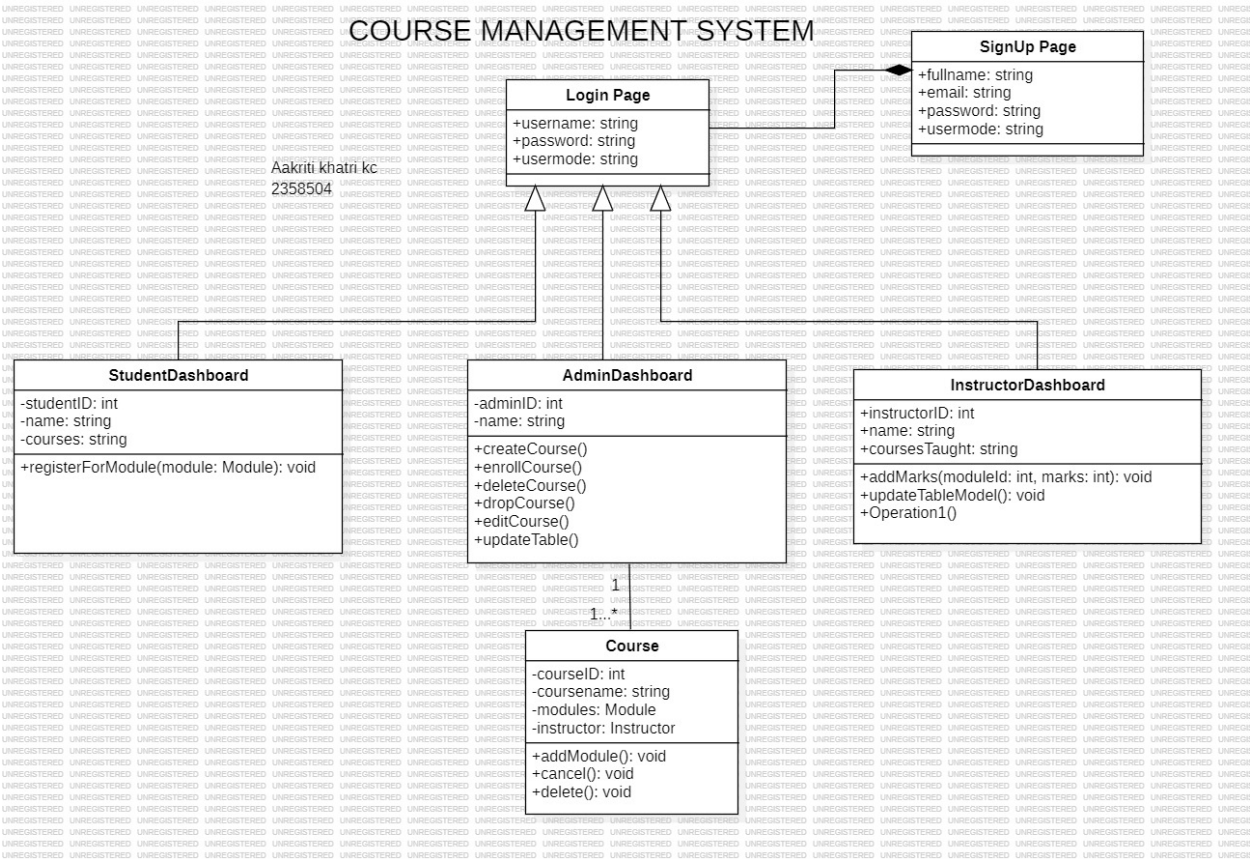 COURSE MANAGEMENT SYSTEM
SignUp Page
+fullname: string
+email: string
+password: string
+usermode: string
Login Page
+username: string
+password: string
+usermode: string
Aakriti khatri kc
2358504
StudentDashboard
-studentID: int
-name: string
-courses: string
+registerForModule(module: Module): void
AdminDashboard
-adminID: int
-name: string
+createCourse()
+enrollCourse()
+deleteCourse()
+dropCourse()
+editCourse()
+updateTable()
InstructorDashboard
+instructorID: int
+name: string
+coursesTaught: string
+addMarks(moduleId: int, marks: int): void
+updateTableModel(): void
+Operation1()
1
1...*
Course
-courseID: int
-coursename: string
-modules: Module
-instructor: Instructor
+addModule(): void
+cancel(): void
+delete(): void
UNREGISTERED